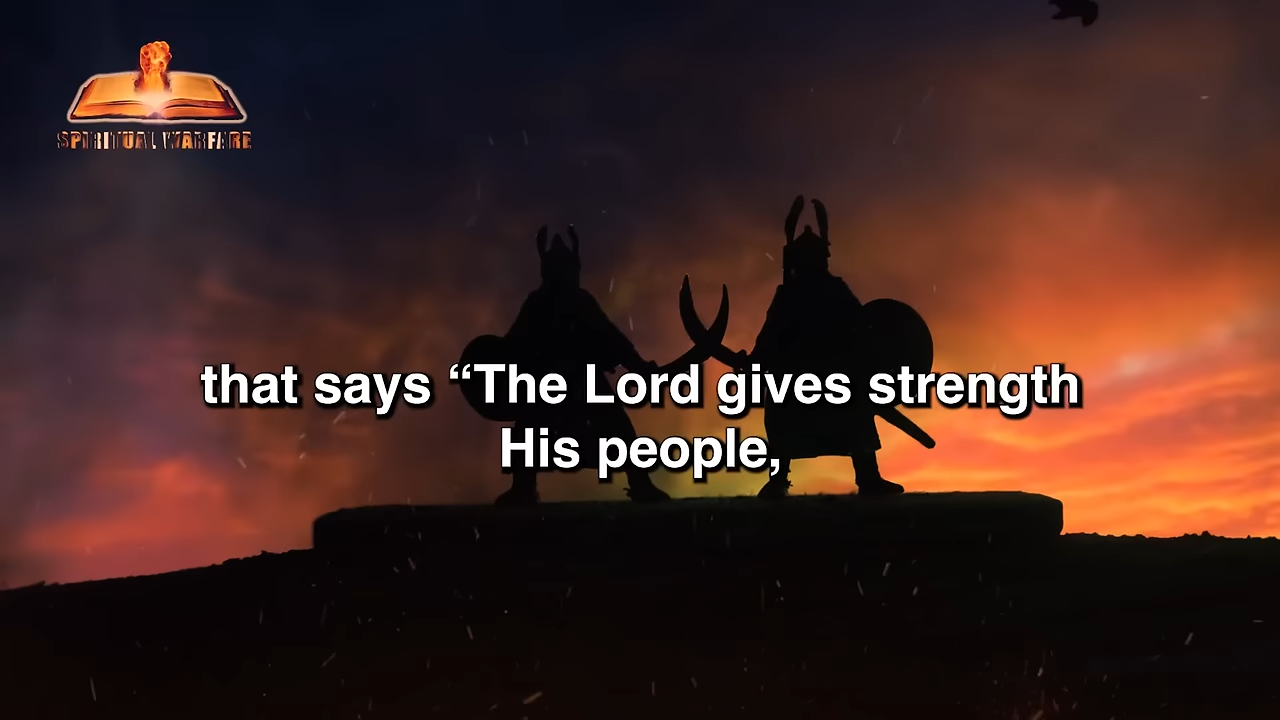 SPIRITUAL WARFARE
that says “The Lord gives strength
His people,